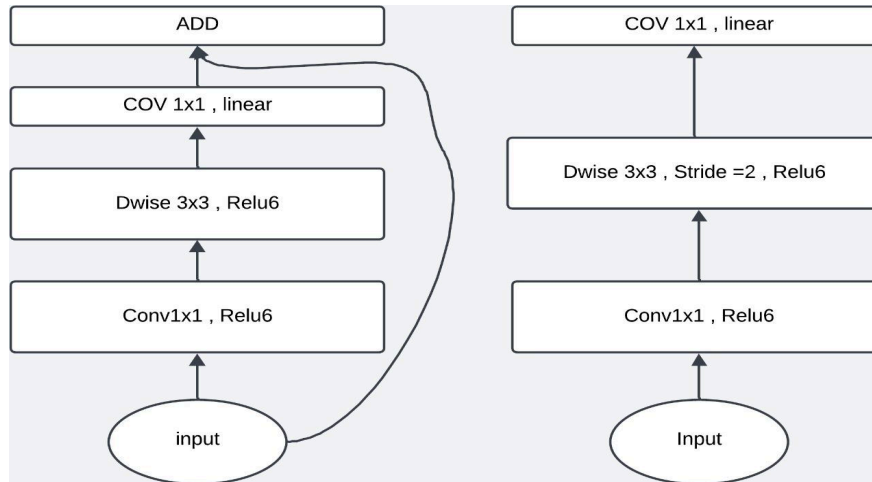 ADD
COV 1x1 , linear
Dwise 3x3 , Relu6
Conv1x1 , Relu6
input
COV 1x1 , linear
Dwise 3x3 , Stride =2 , Relu6
Conv1x1 , Relu6
Input